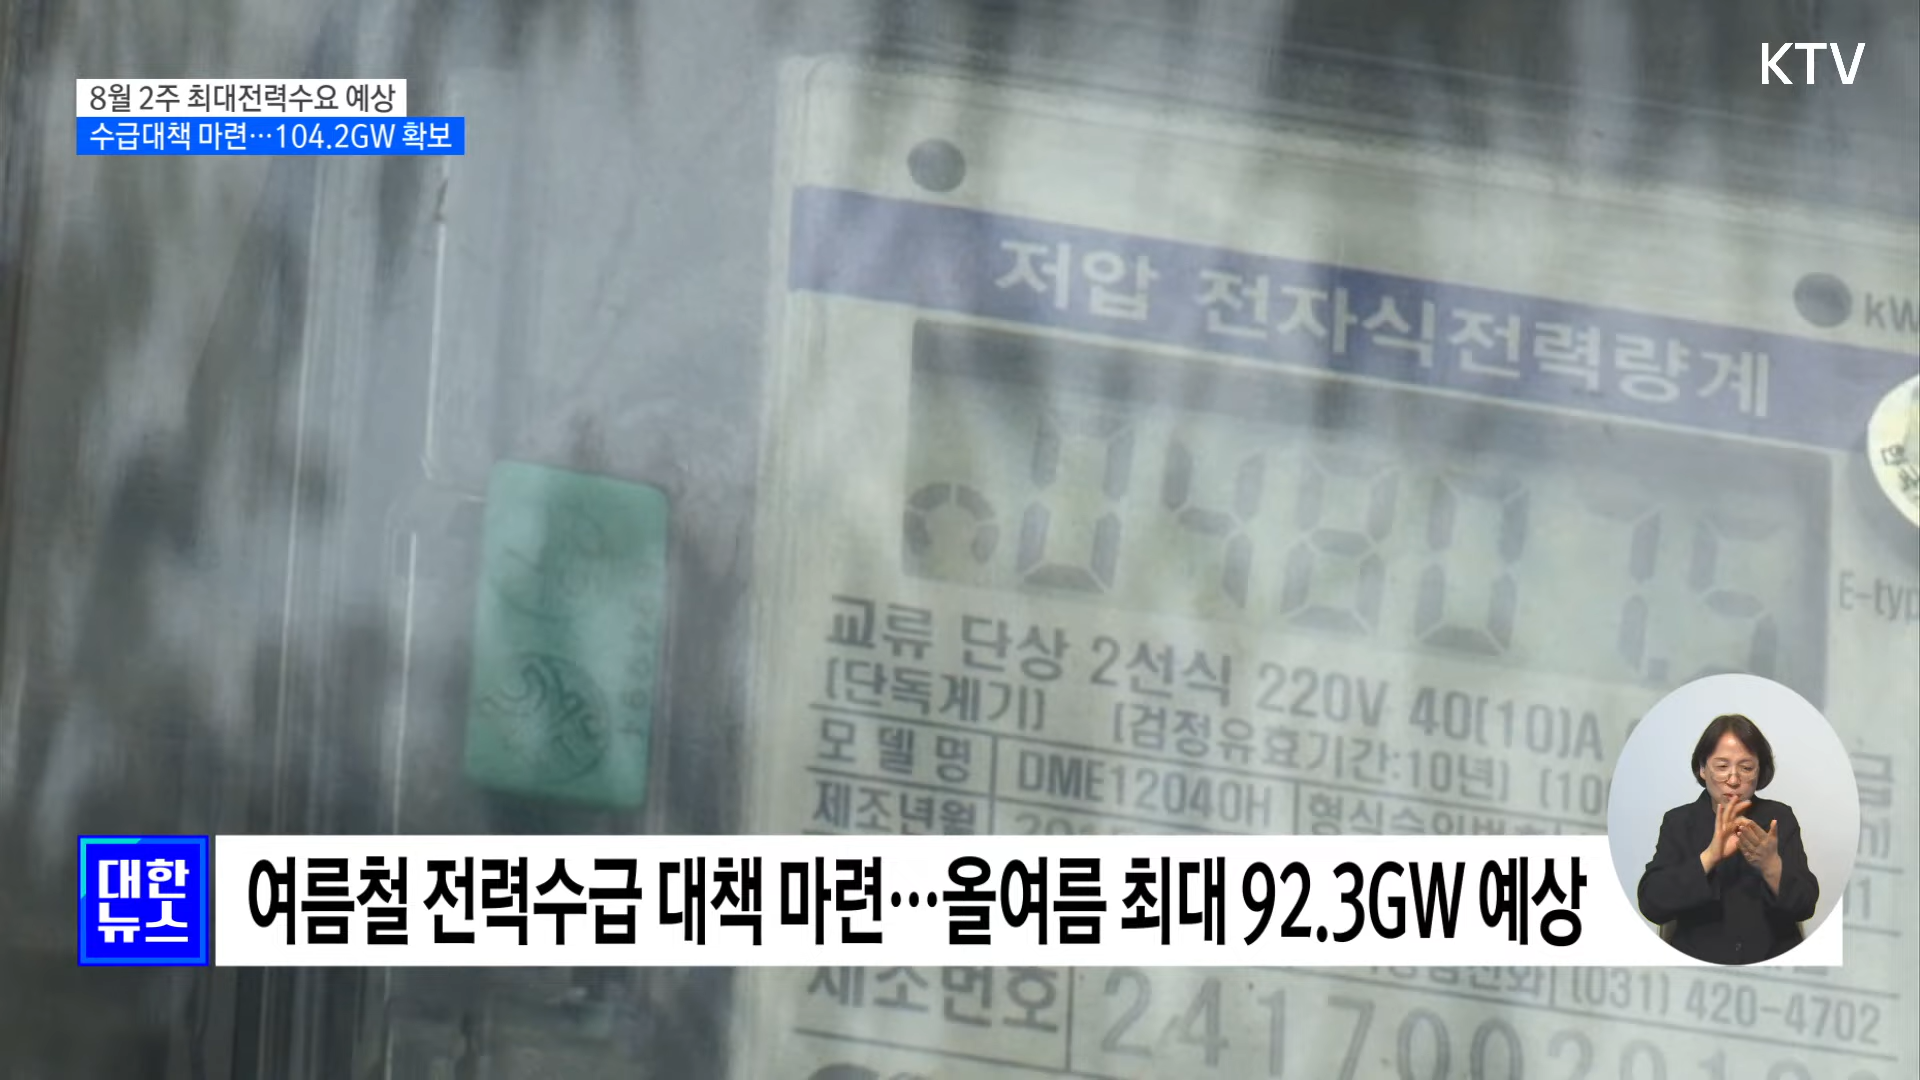 KTV
8월 2주 최대전력수요 예상
수급대책 마련…104.2GW 확보
저압 전자식전력량계
kW
E-typ
교류 단상 2선식 220V 40(10)A
[단독계기] [검정유효기간:10년] (10
모델명 DME12040H
제조년월
대한
뉴스
여름철 전력수급 대책 마련…올여름 최대 92.3GW 예상
(031) 420-4702
제조번호